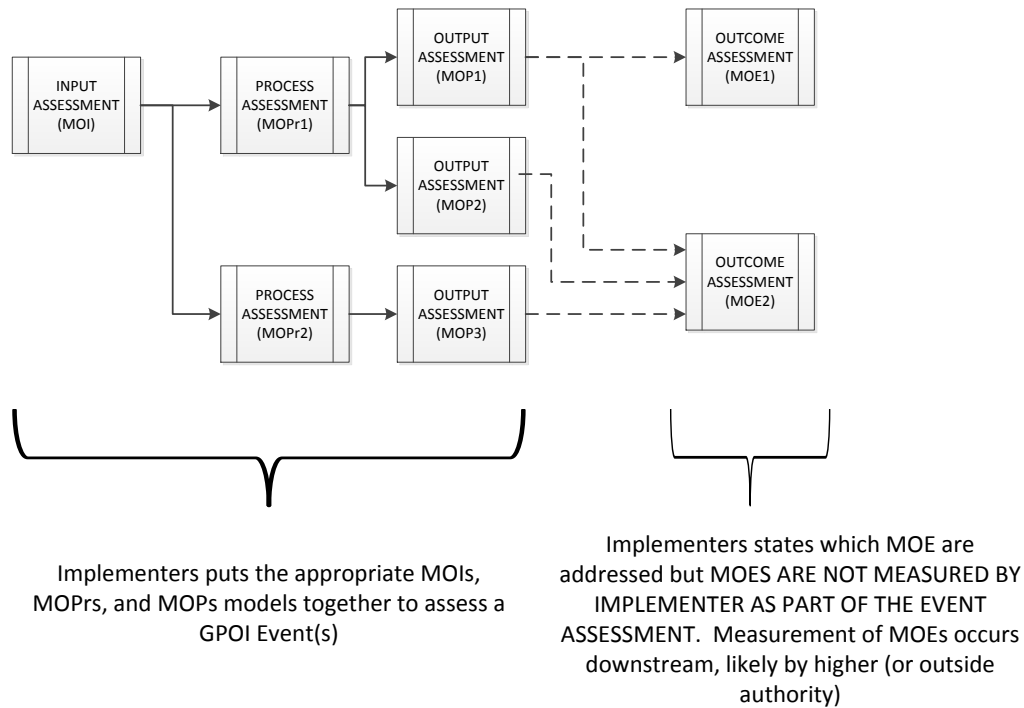 INPUT
ASSESSMENT
(MOI)
PROCESS
ASSESSMENT
(MOPr1)
OUTPUT
ASSESSMENT
(MOP1)
OUTCOME
ASSESSMENT
(MOE1)
OUTPUT
ASSESSMENT
(MOP2)
PROCESS
ASSESSMENT
(MOPr2)
OUTPUT
ASSESSMENT
(MOP3)
OUTCOME
ASSESSMENT
(MOE2)
Implementers puts the appropriate MOIs,
MOPrs, and MOPs models together to assess a
GPOI Event(s)
Implementers states which MOE are
addressed but MOES ARE NOT MEASURED BY
IMPLEMENTER AS PART OF THE EVENT
ASSESSMENT.  Measurement of MOEs occurs
downstream, likely by higher (or outside
authority)